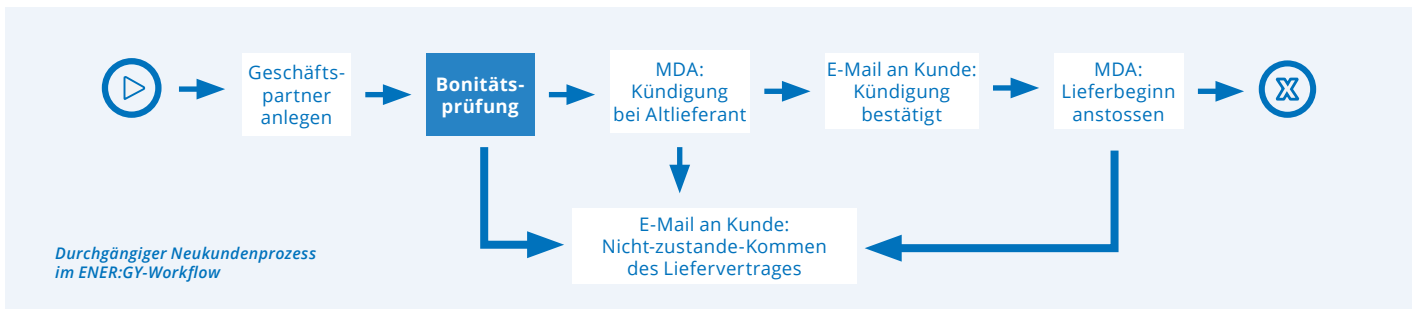 Geschäfts-
partner
anlegen
Bonitäts-
prüfung
MDA:
Kündigung
bei Altlieferant
E-Mail an Kunde:
Kündigung
bestätigt
MDA:
Lieferbeginn
anstossen
E-Mail an Kunde:
Nicht-zustande-Kommen
des Liefervertrages
Durchgängiger Neukundenprozess
im ENER:GY-Workflow